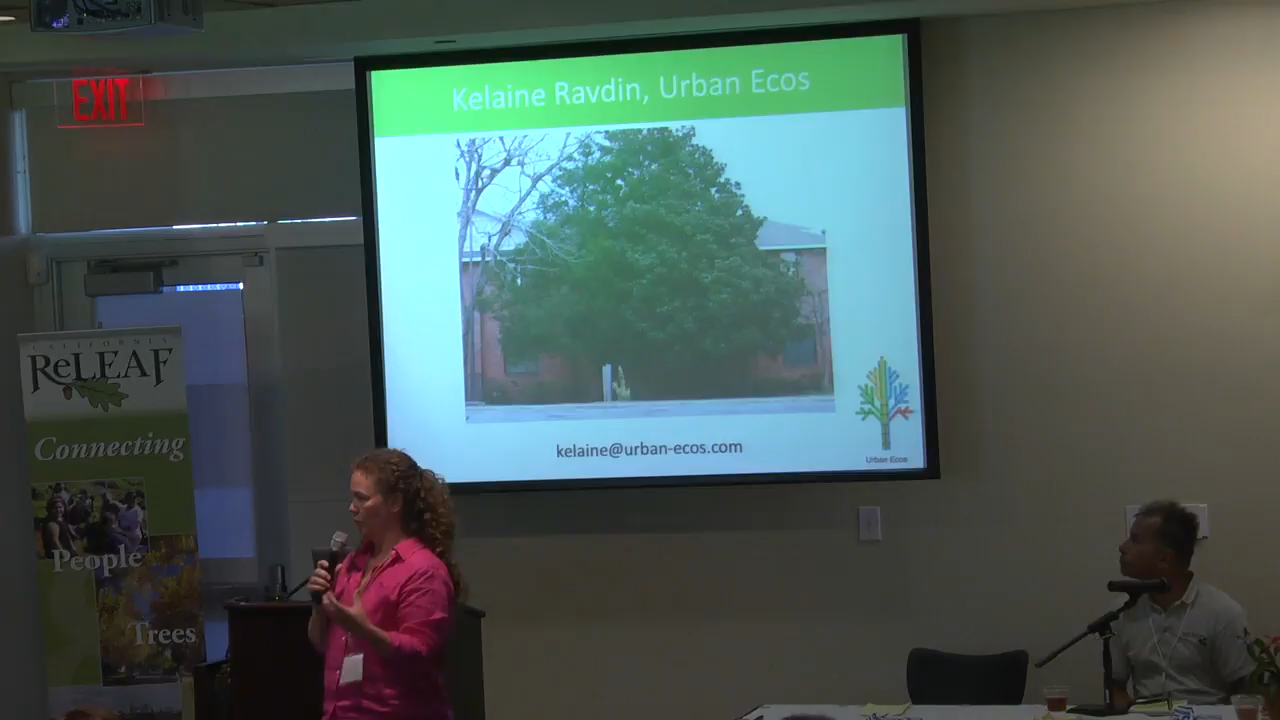 EXIT
Kelaine Ravdin, Urban Ecos
kelaine@urban-ecos.com
Urban Ecos
CALIFORNIA
ReLEAF
Connecting
People
Trees